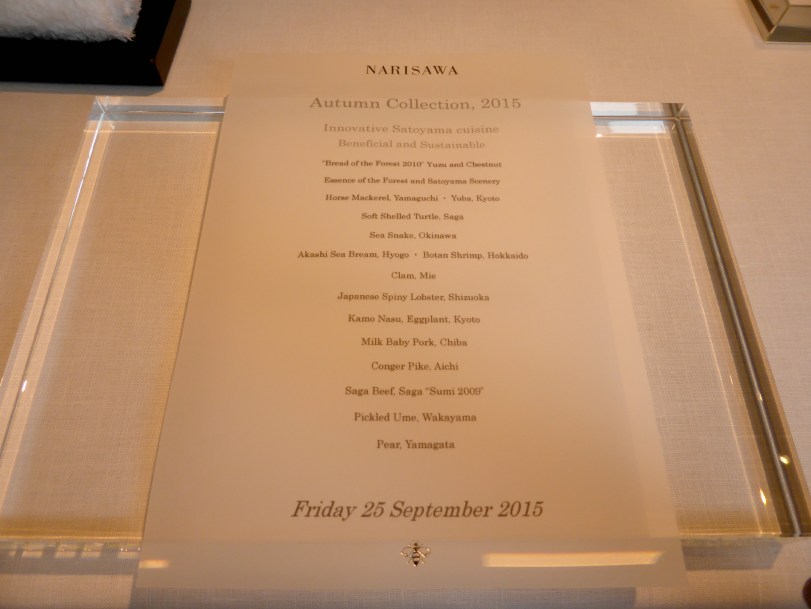 NARISAWA
Autumn Collection, 2015
Innovative Satoyama cuisine
Beneficial and Sustainable
"Bread of the Forest 2010" Yuzu and Chestnut
Essence of the Forest and Satoyama Scenery
Horse Mackerel, Yamaguchi・Yuba, Kyoto
Soft Shelled Turtle, Saga
Sea Snake, Okinawa
Akashi Sea Bream, Hyogo・Botan Shrimp, Hokkaido
Clam, Mie
Japanese Spiny Lobster, Shizuoka
Kamo Nasu, Eggplant, Kyoto
Milk Baby Pork, Chiba
Conger Pike, Aichi
Saga Beef, Saga "Sumi 2009"
Pickled Ume, Wakayama
Pear, Yamagata
Friday 25 September 2015